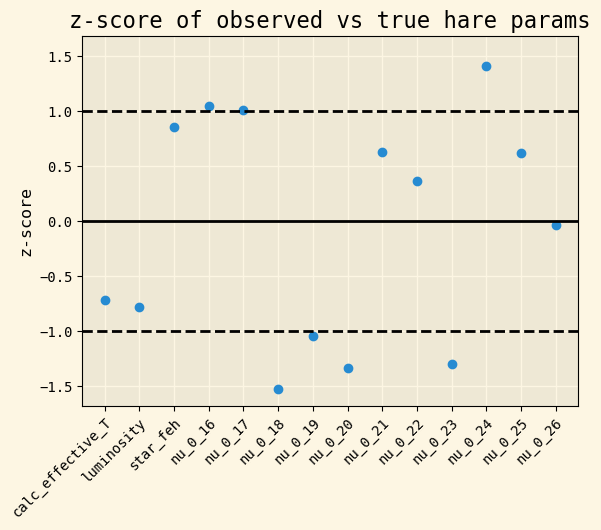 z-score of observed vs true hare params
z-score
1.5
1.0
0.5
0.0
−0.5
−1.0
−1.5
calc_effective_T
luminosity
star_feh
nu_0_16
nu_0_17
nu_0_18
nu_0_19
nu_0_20
nu_0_21
nu_0_22
nu_0_23
nu_0_24
nu_0_25
nu_0_26